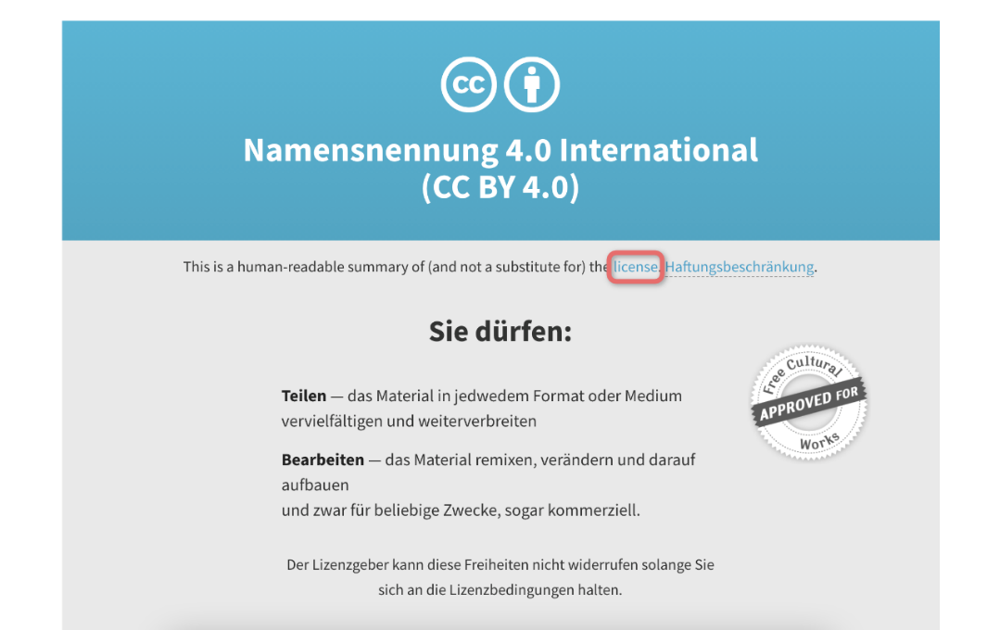 cc
Namensnennung 4.0 International
(CC BY 4.0)
This is a human-readable summary of (and not a substitute for) the license. Haftungsbeschränkung.
Sie dürfen:
Teilen — das Material in jedwedem Format oder Medium
vervielfältigen und weiterverbreiten
Free Cultural
APPROVED FOR
Works
Bearbeiten — das Material remixen, verändern und darauf
aufbauen
und zwar für beliebige Zwecke, sogar kommerziell.
Der Lizenzgeber kann diese Freiheiten nicht widerrufen solange Sie
sich an die Lizenzbedingungen halten.